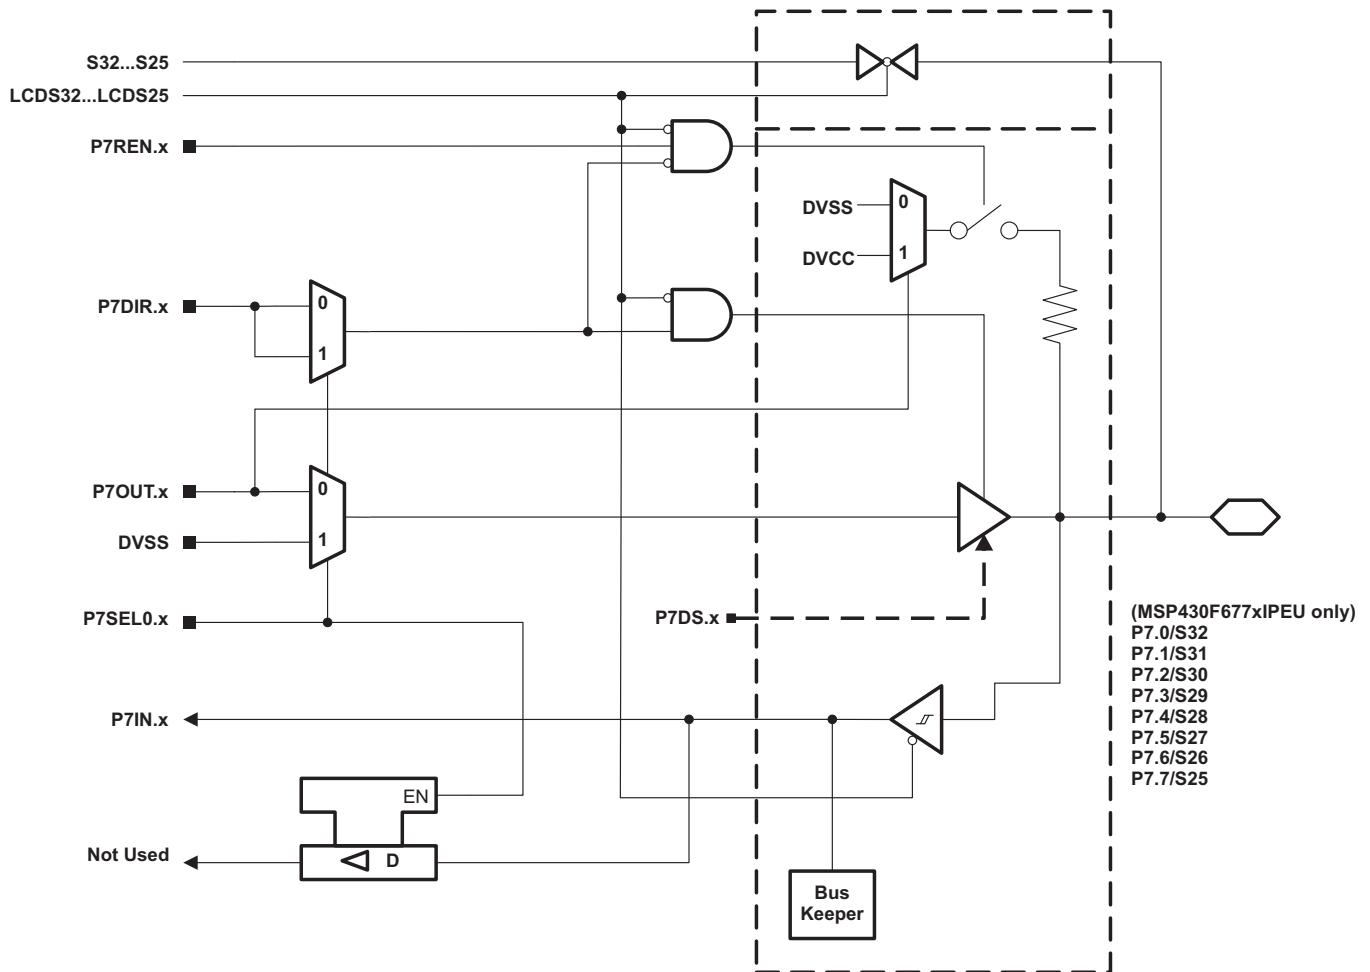 S32...S25
LCDS32...LCDS25
P7REN.x
DVSS
0
DVCC
1
P7DIR.x
0
1
P7OUT.x
0
DVSS
1
P7SEL0.x
P7DS.x
(MSP430F677xIPEU only)
P7.0/S32
P7.1/S31
P7.2/S30
P7.3/S29
P7.4/S28
P7.5/S27
P7.6/S26
P7.7/S25
P7IN.x
EN
Not Used
D
Bus
Keeper